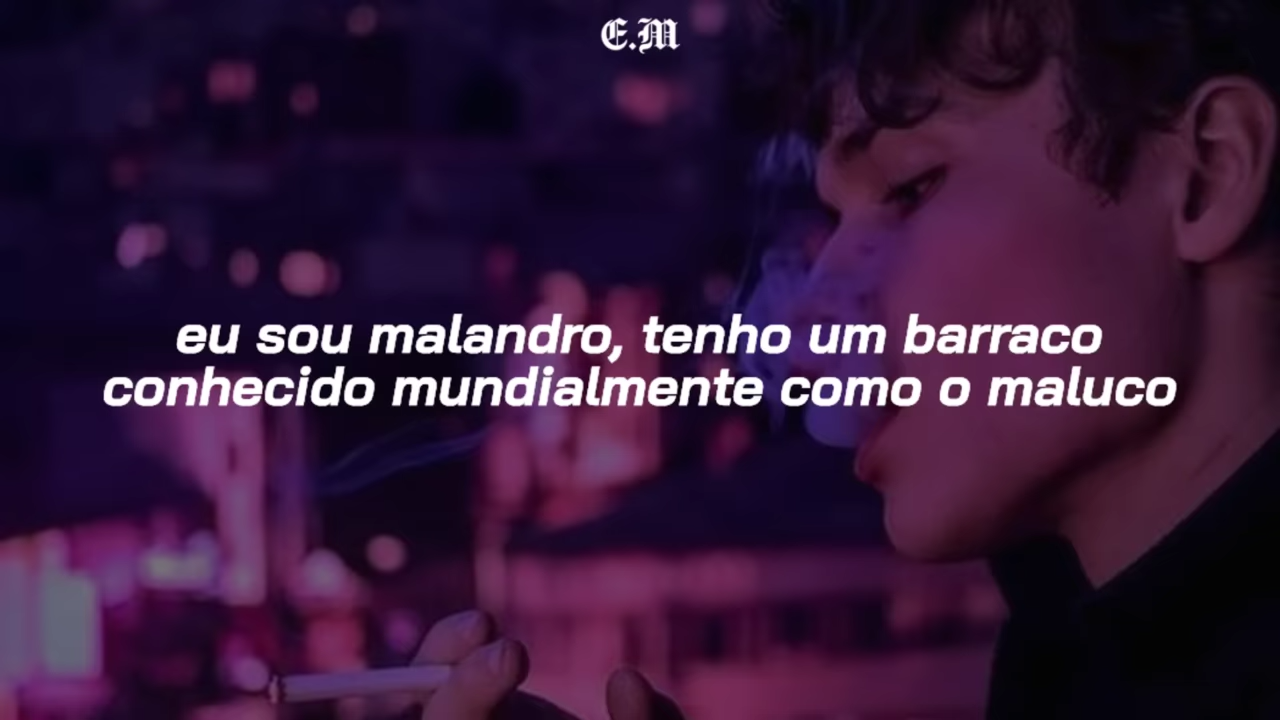 E.M
eu sou malandro, tenho um barraco
conhecido mundialmente como o maluco